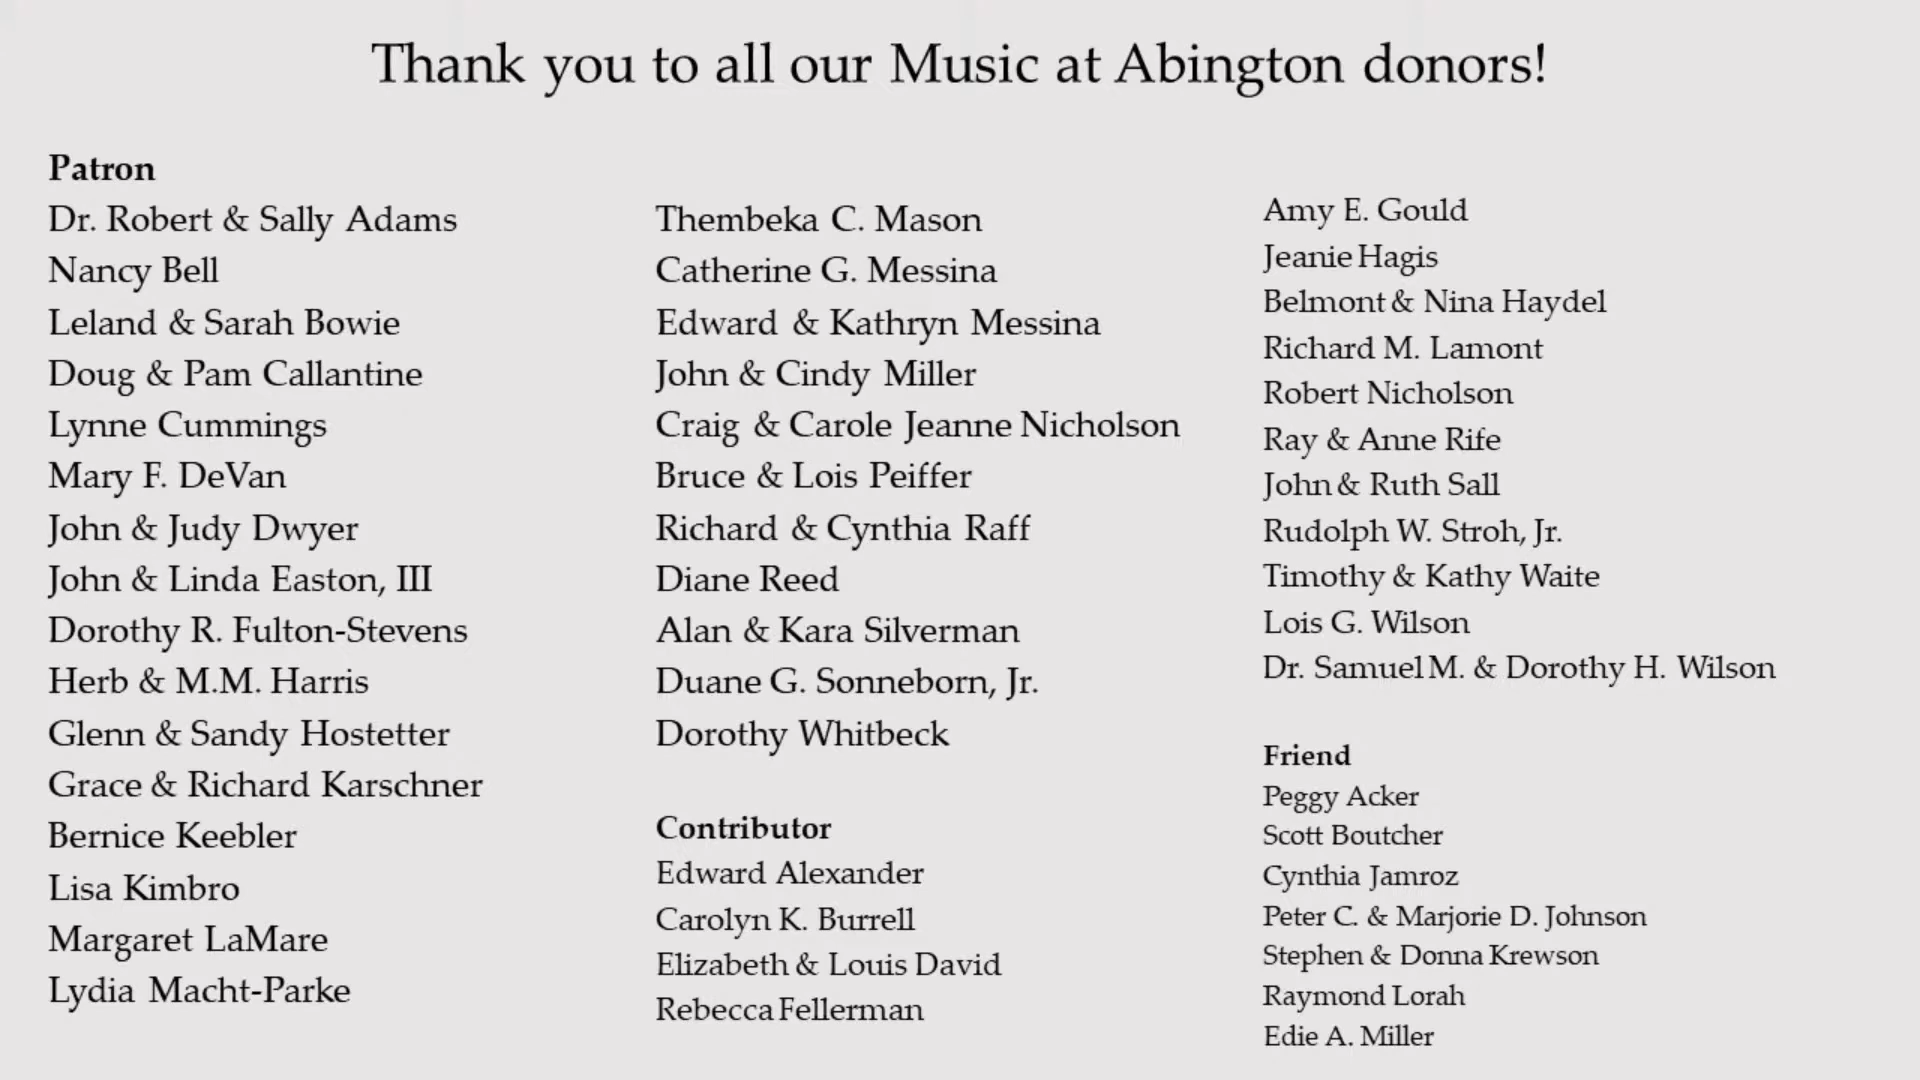 Thank you to all our Music at Abington donors!
Patron
Dr. Robert & Sally Adams
Nancy Bell
Leland & Sarah Bowie
Doug & Pam Callantine
Lynne Cummings
Mary F. DeVan
John & Judy Dwyer
John & Linda Easton, III
Dorothy R. Fulton-Stevens
Herb & M.M. Harris
Glenn & Sandy Hostetter
Grace & Richard Karschner
Bernice Keebler
Lisa Kimbro
Margaret LaMare
Lydia Macht-Parke
Thembeka C. Mason
Catherine G. Messina
Edward & Kathryn Messina
John & Cindy Miller
Craig & Carole Jeanne Nicholson
Bruce & Lois Peiffer
Richard & Cynthia Raff
Diane Reed
Alan & Kara Silverman
Duane G. Sonneborn, Jr.
Dorothy Whitbeck
Contributor
Edward Alexander
Carolyn K. Burrell
Elizabeth & Louis David
Rebecca Fellerman
Amy E. Gould
Jeanie Hagis
Belmont & Nina Haydel
Richard M. Lamont
Robert Nicholson
Ray & Anne Rife
John & Ruth Sall
Rudolph W. Stroh, Jr.
Timothy & Kathy Waite
Lois G. Wilson
Dr. Samuel M. & Dorothy H. Wilson
Friend
Peggy Acker
Scott Boutcher
Cynthia Jamroz
Peter C. & Marjorie D. Johnson
Stephen & Donna Krewson
Raymond Lorah
Edie A. Miller